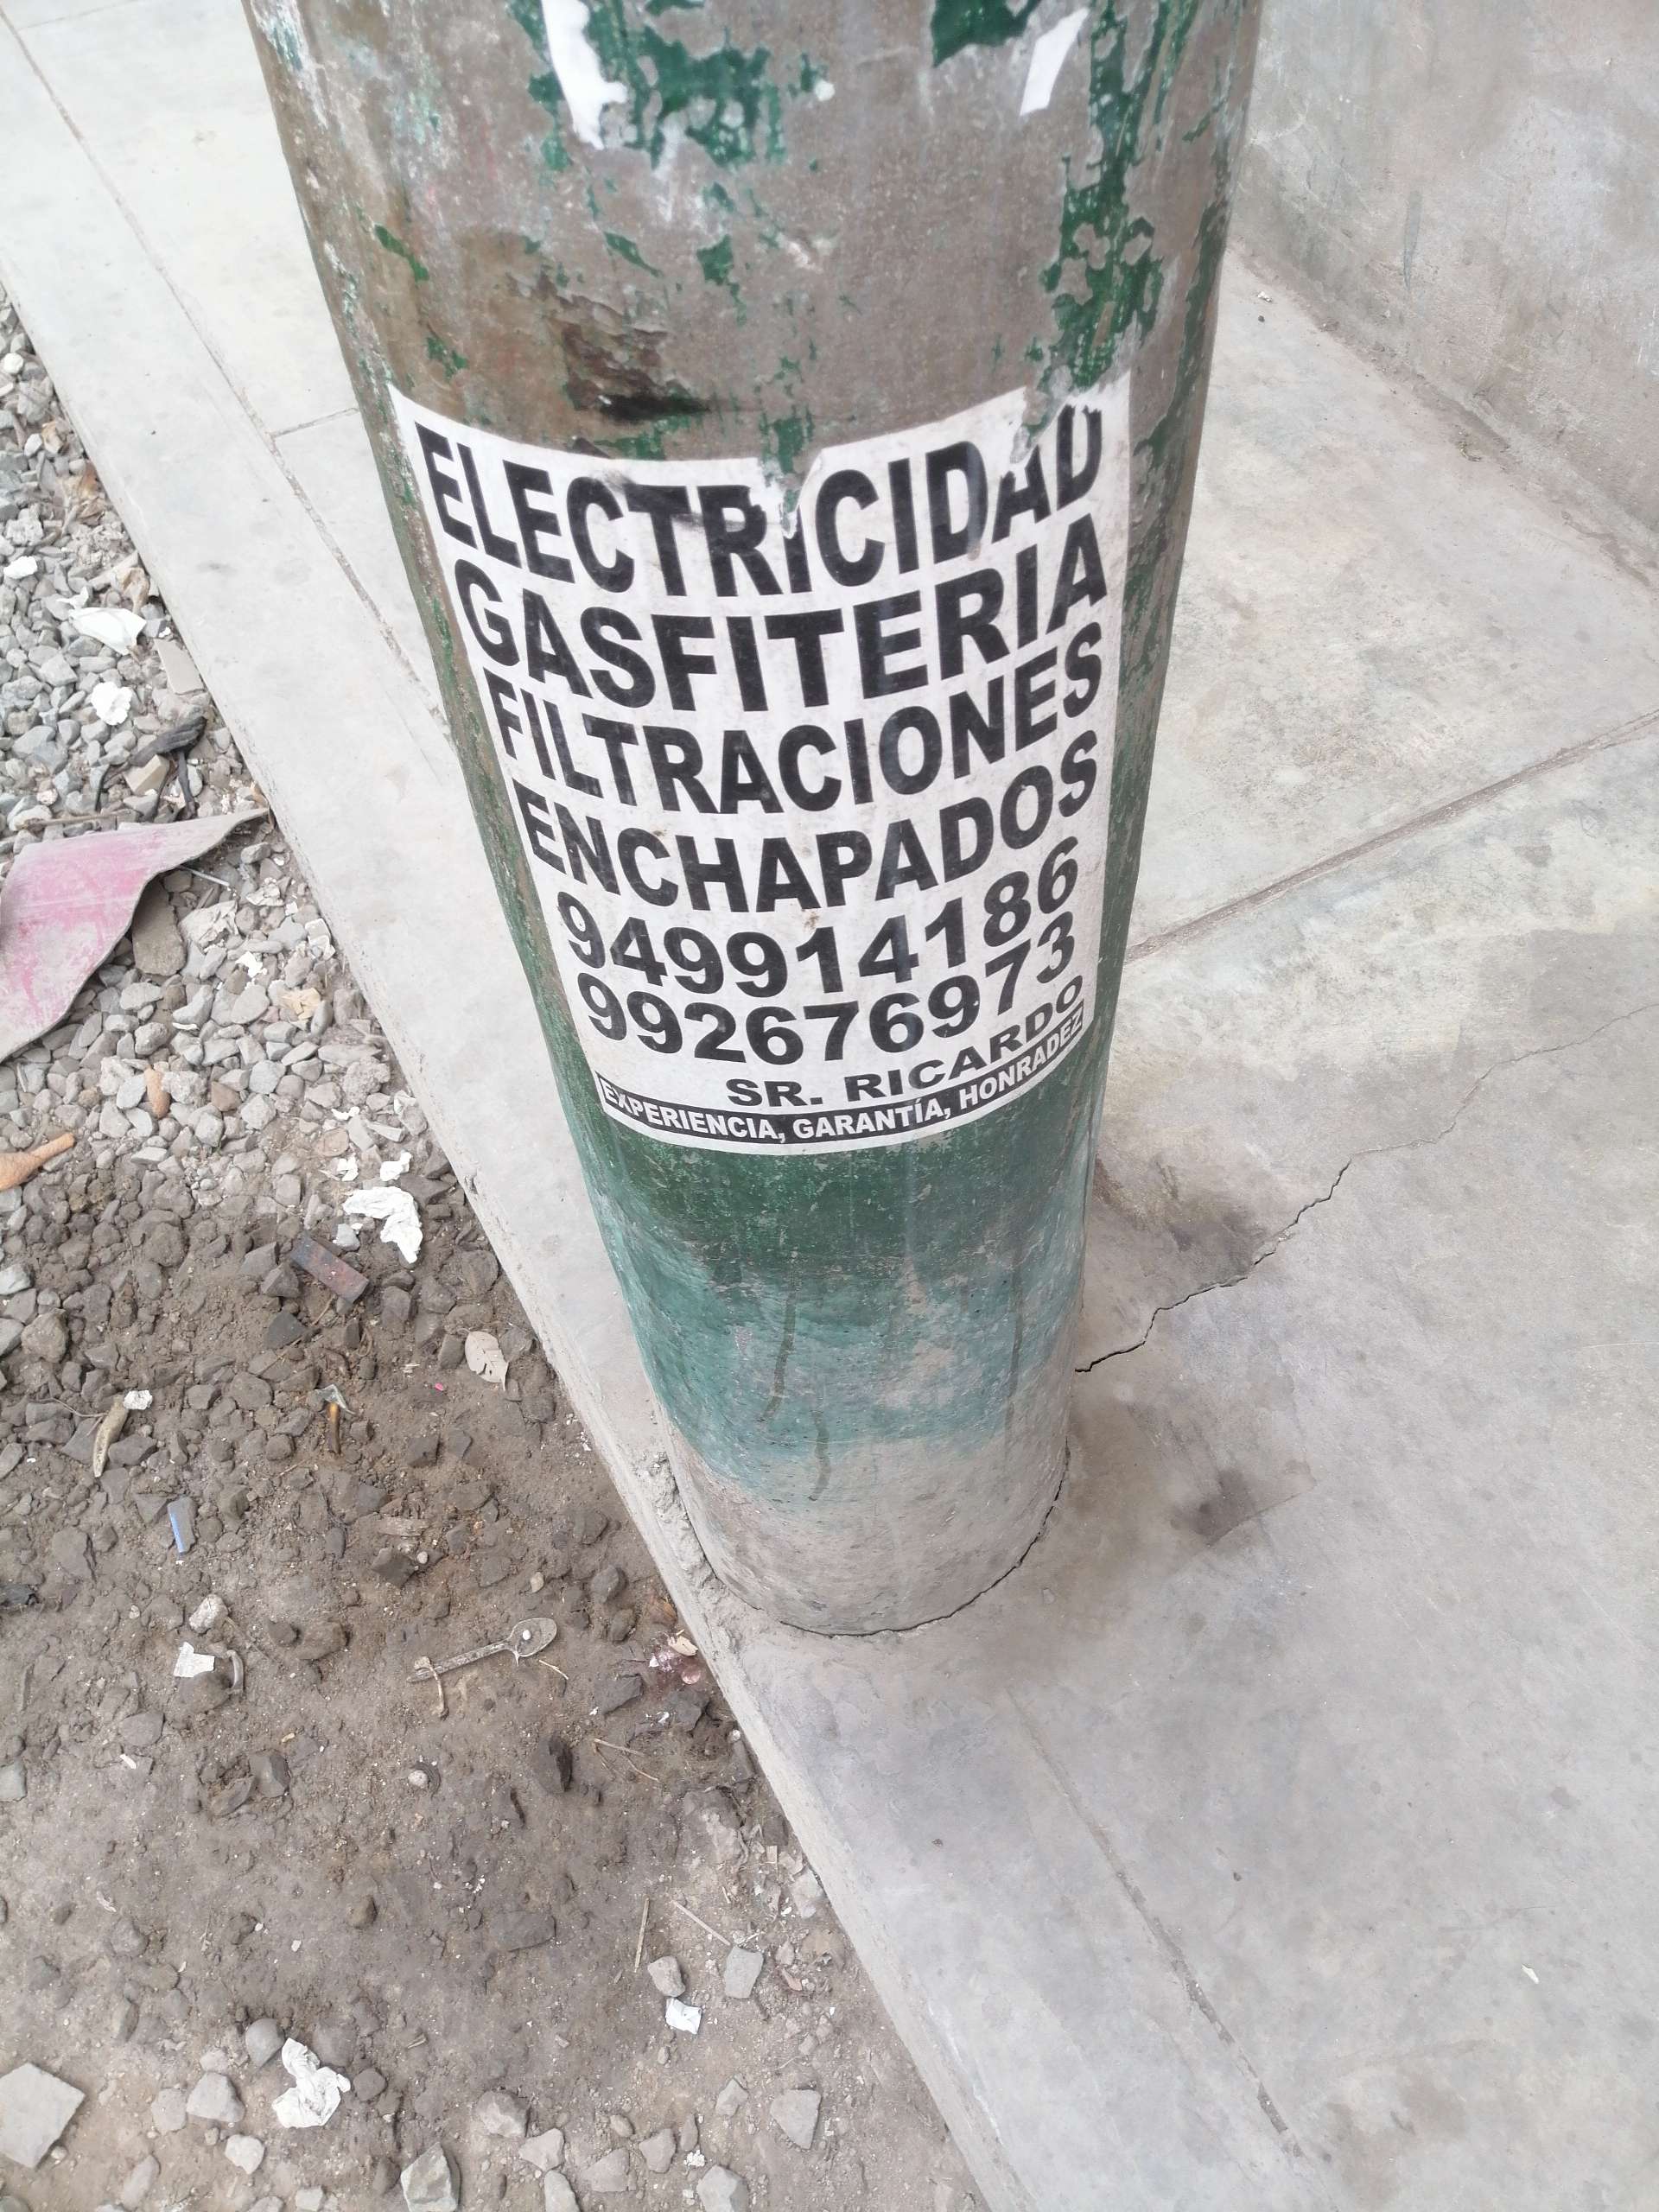 ELECTRICIDAD
GASFITERIA
FILTRACIONES
ENCHAPADOS
949914186
992676973
SR. RICARDO
EXPERIENCIA, GARANTÍA, HONRADEZ